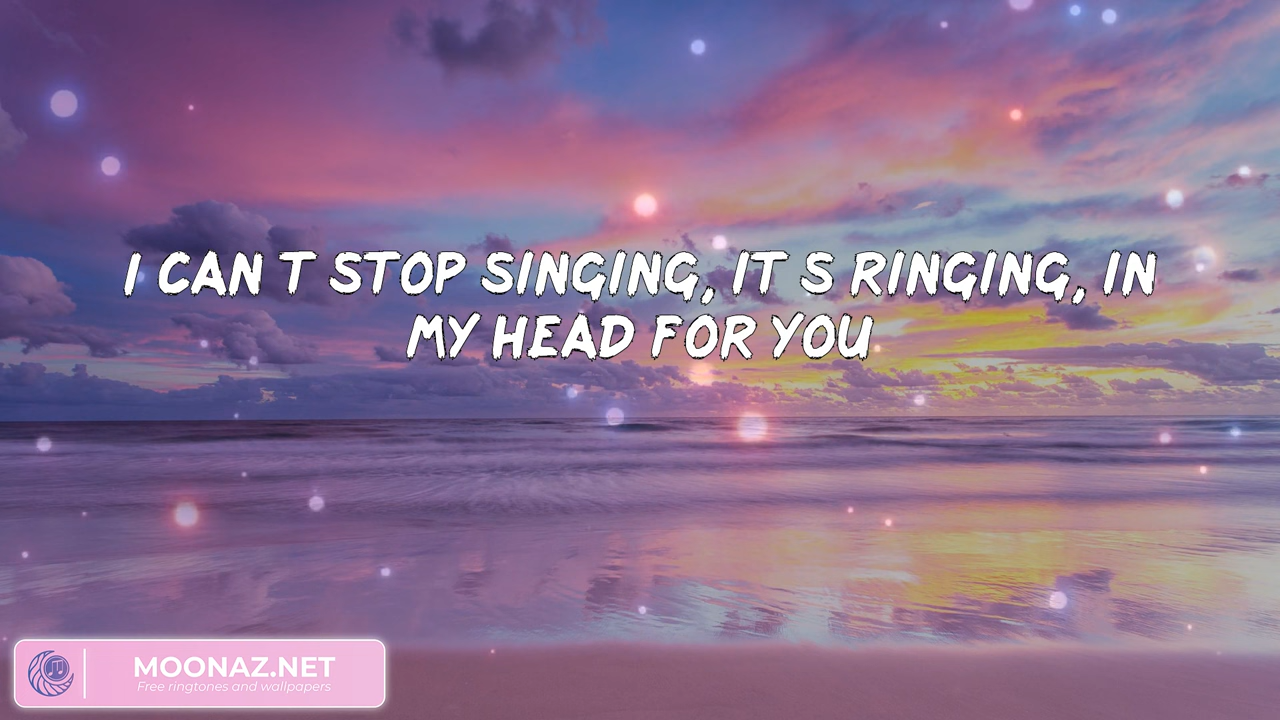 I CAN T STOP SINGING, IT S RINGING, IN
MY HEAD FOR YOU
MOONAZ.NET
Free ringtones and wallpapers